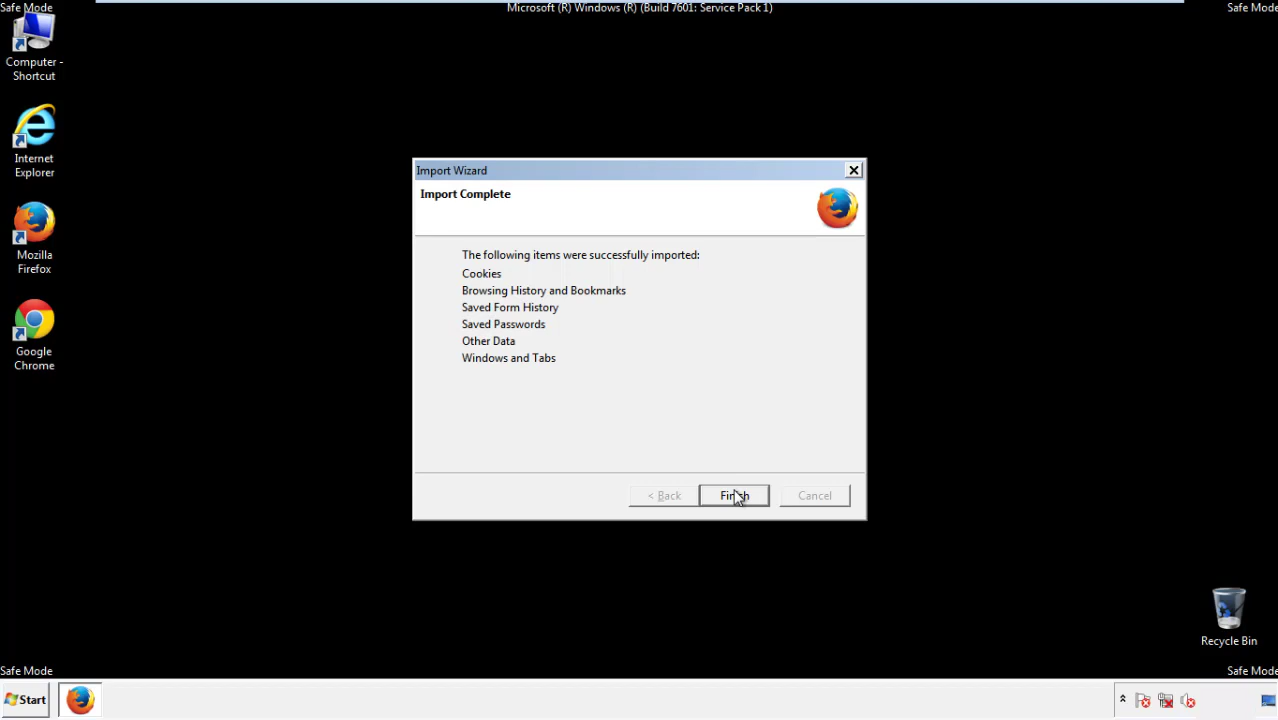 Safe Mode
Microsoft (R) Windows (R) (Build 7601: Service Pack 1)
Safe Mode
Computer -
Shortcut
Internet
Explorer
Mozilla
Firefox
Google
Chrome
Import Wizard
Import Complete
The following items were successfully imported:
Cookies
Browsing History and Bookmarks
Saved Form History
Saved Passwords
Other Data
Windows and Tabs
< Back
Finish
Cancel
Recycle Bin
Safe Mode
Safe Mode
Start